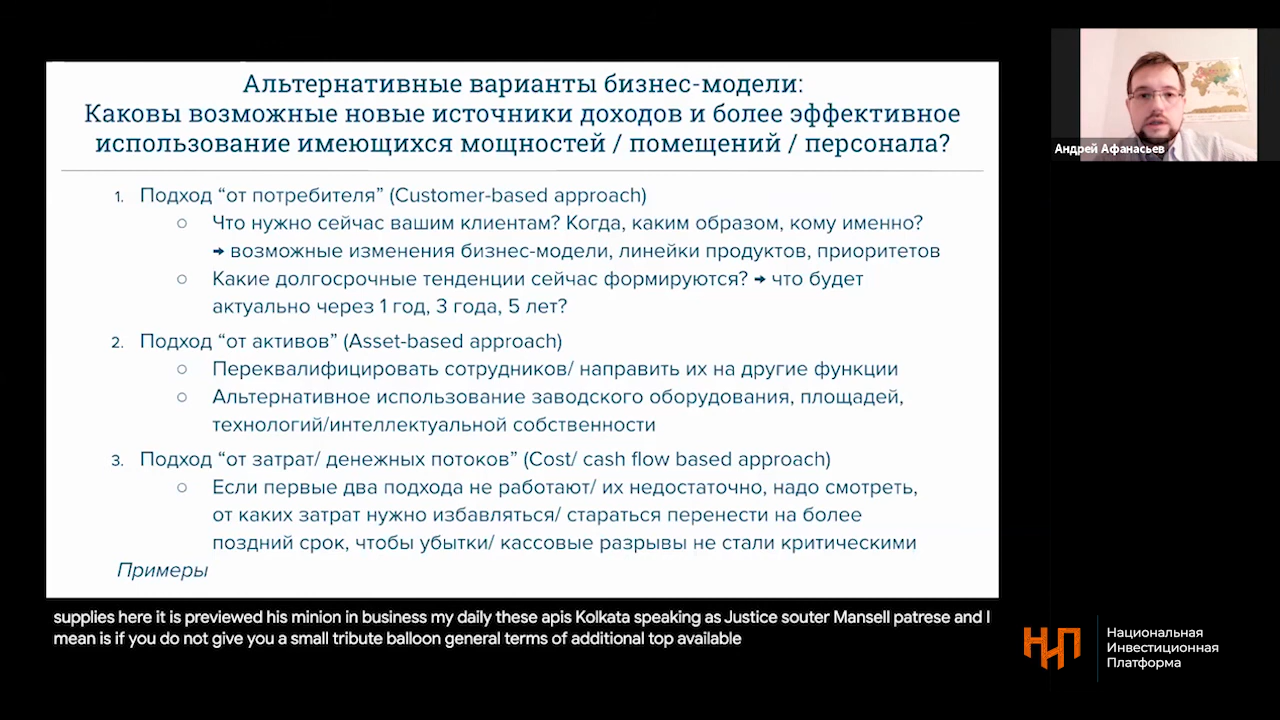 Альтернативные варианты бизнес-модели:
Каковы возможные новые источники доходов и более эффективное
использование имеющихся мощностей / помещений / персонала?
1. Подход “от потребителя” (Customer-based approach)
○ Что нужно сейчас вашим клиентам? Когда, каким образом, кому именно?
→ возможные изменения бизнес-модели, линейки продуктов, приоритетов
○ Какие долгосрочные тенденции сейчас формируются? → что будет
актуально через 1 год, 3 года, 5 лет?
2. Подход “от активов” (Asset-based approach)
○ Переквалифицировать сотрудников/ направить их на другие функции
○ Альтернативное использование заводского оборудования, площадей,
технологий/интеллектуальной собственности
3. Подход “от затрат/ денежных потоков” (Cost/ cash flow based approach)
○ Если первые два подхода не работают/ их недостаточно, надо смотреть,
от каких затрат нужно избавляться/ стараться перенести на более
поздний срок, чтобы убытки/ кассовые разрывы не стали критическими
Примеры
Андрей Афанасьев
supplies here it is previewed his minion in business my daily these apis Kolkata speaking as Justice souter Mansell patrese and I
mean is if you do not give you a small tribute balloon general terms of additional top available
НИП
Национальная
Инвестиционная
Платформа